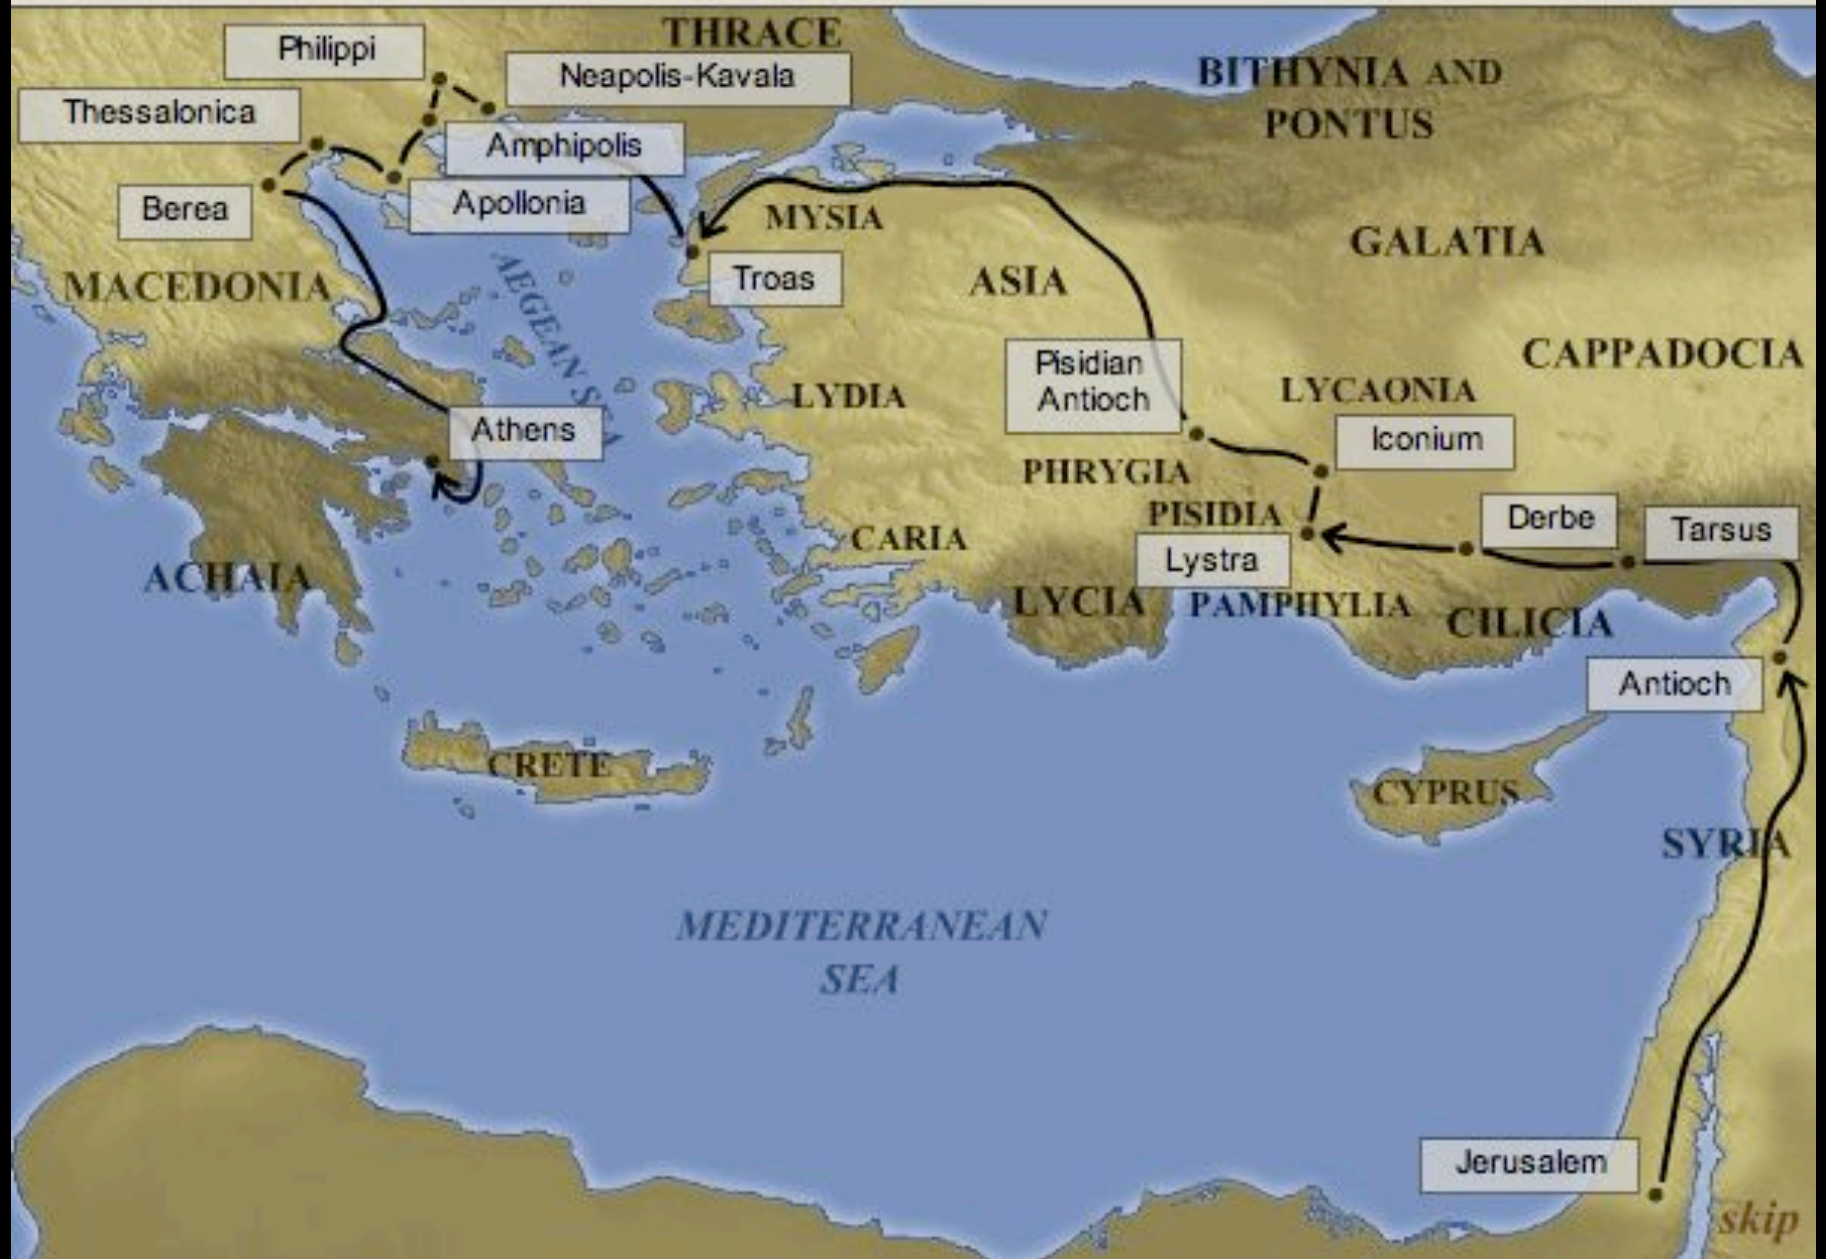 THRACE
Philippi
Neapolis-Kavala
BITHYNIA AND
PONTUS
Thessalonica
Amphipolis
Apollonia
Berea
MYSIA
GALATIA
MACEDONIA
AEGEAN SEA
Troas
ASIA
CAPPADOCIA
Pisidian
Antioch
LYDIA
LYCAONIA
Athens
Iconium
PHRYGIA
PISIDIA
Derbe
Tarsus
CARIA
Lystra
ACHAIA
LYCIA
PAMPHYLIA
CILICIA
Antioch
CRETE
CYPRUS
SYRIA
MEDITERRANEAN
SEA
Jerusalem
skip